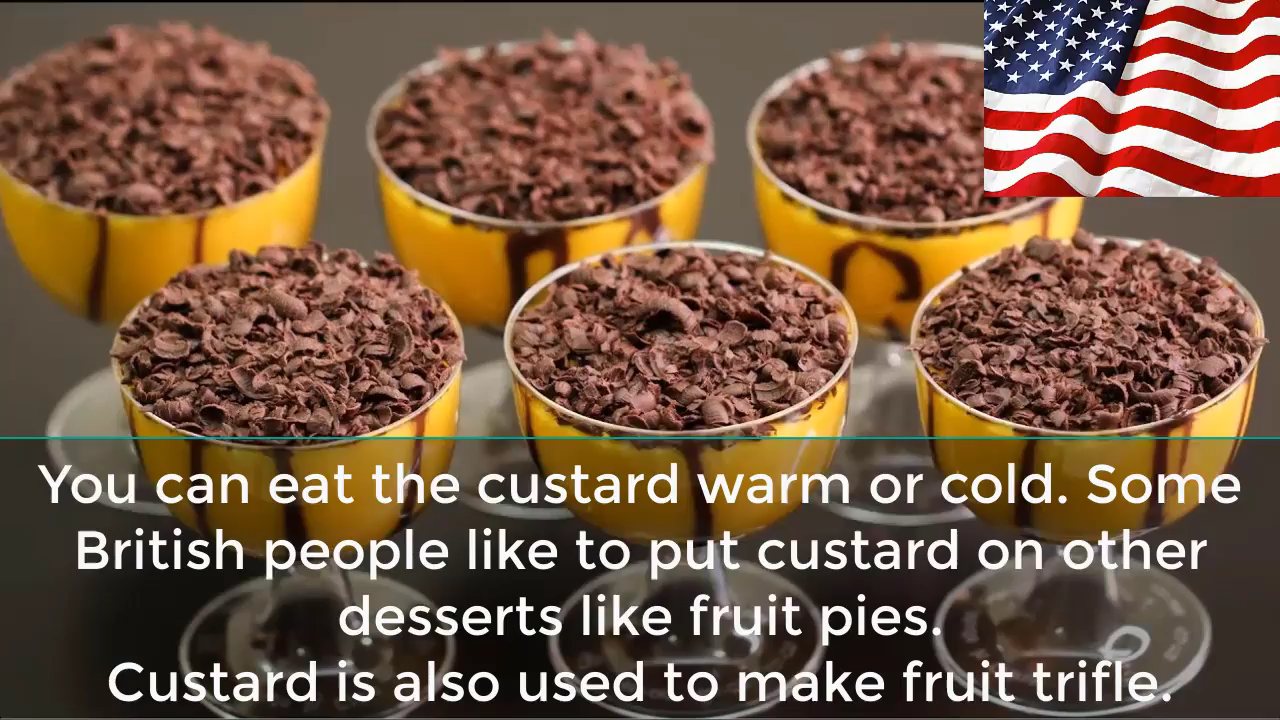 You can eat the custard warm or cold. Some
British people like to put custard on other
desserts like fruit pies.
Custard is also used to make fruit trifle.